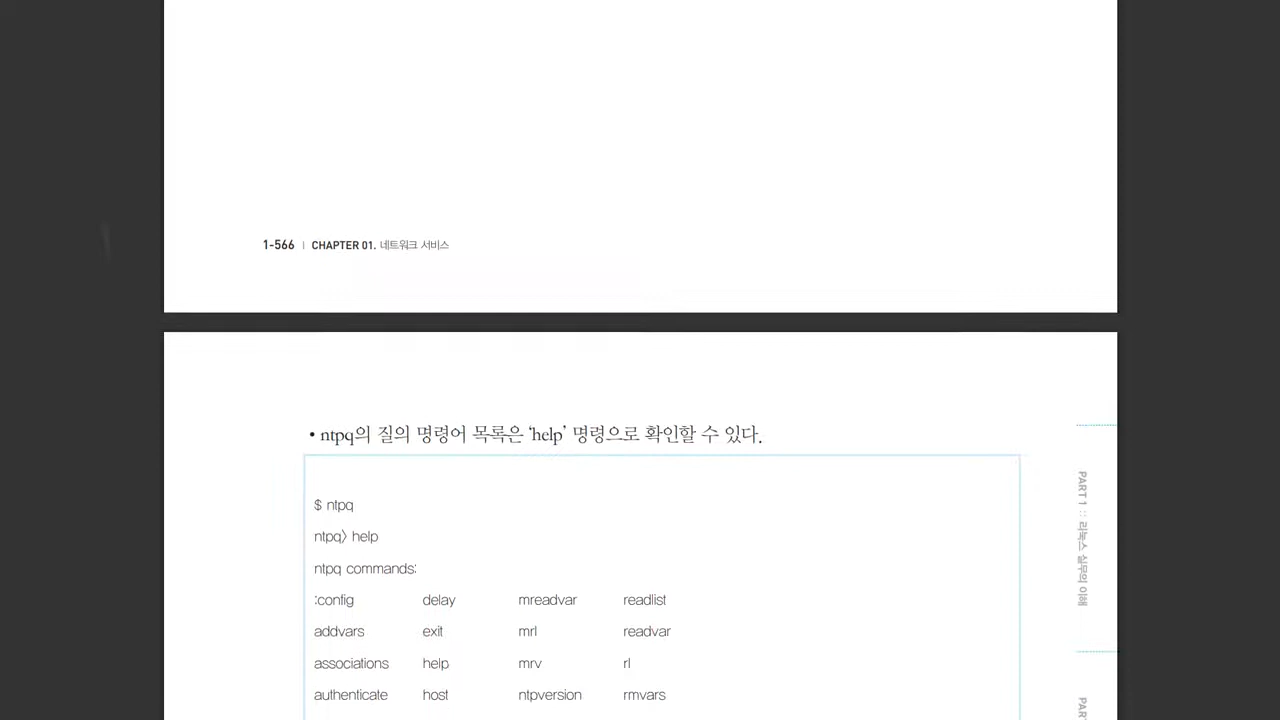 1-566 | CHAPTER 01. 네트워크 서비스
• ntpq의 질의 명령어 목록은 ‘help’ 명령으로 확인할 수 있다.
$ ntpq
ntpq> help
ntpq commands:
:config delay mreadvar readlist
addvars exit mrl readvar
associations help mrv rl
authenticate host ntpversion rmvars
PART 1 :: 리눅스 실무의 이해
PAR